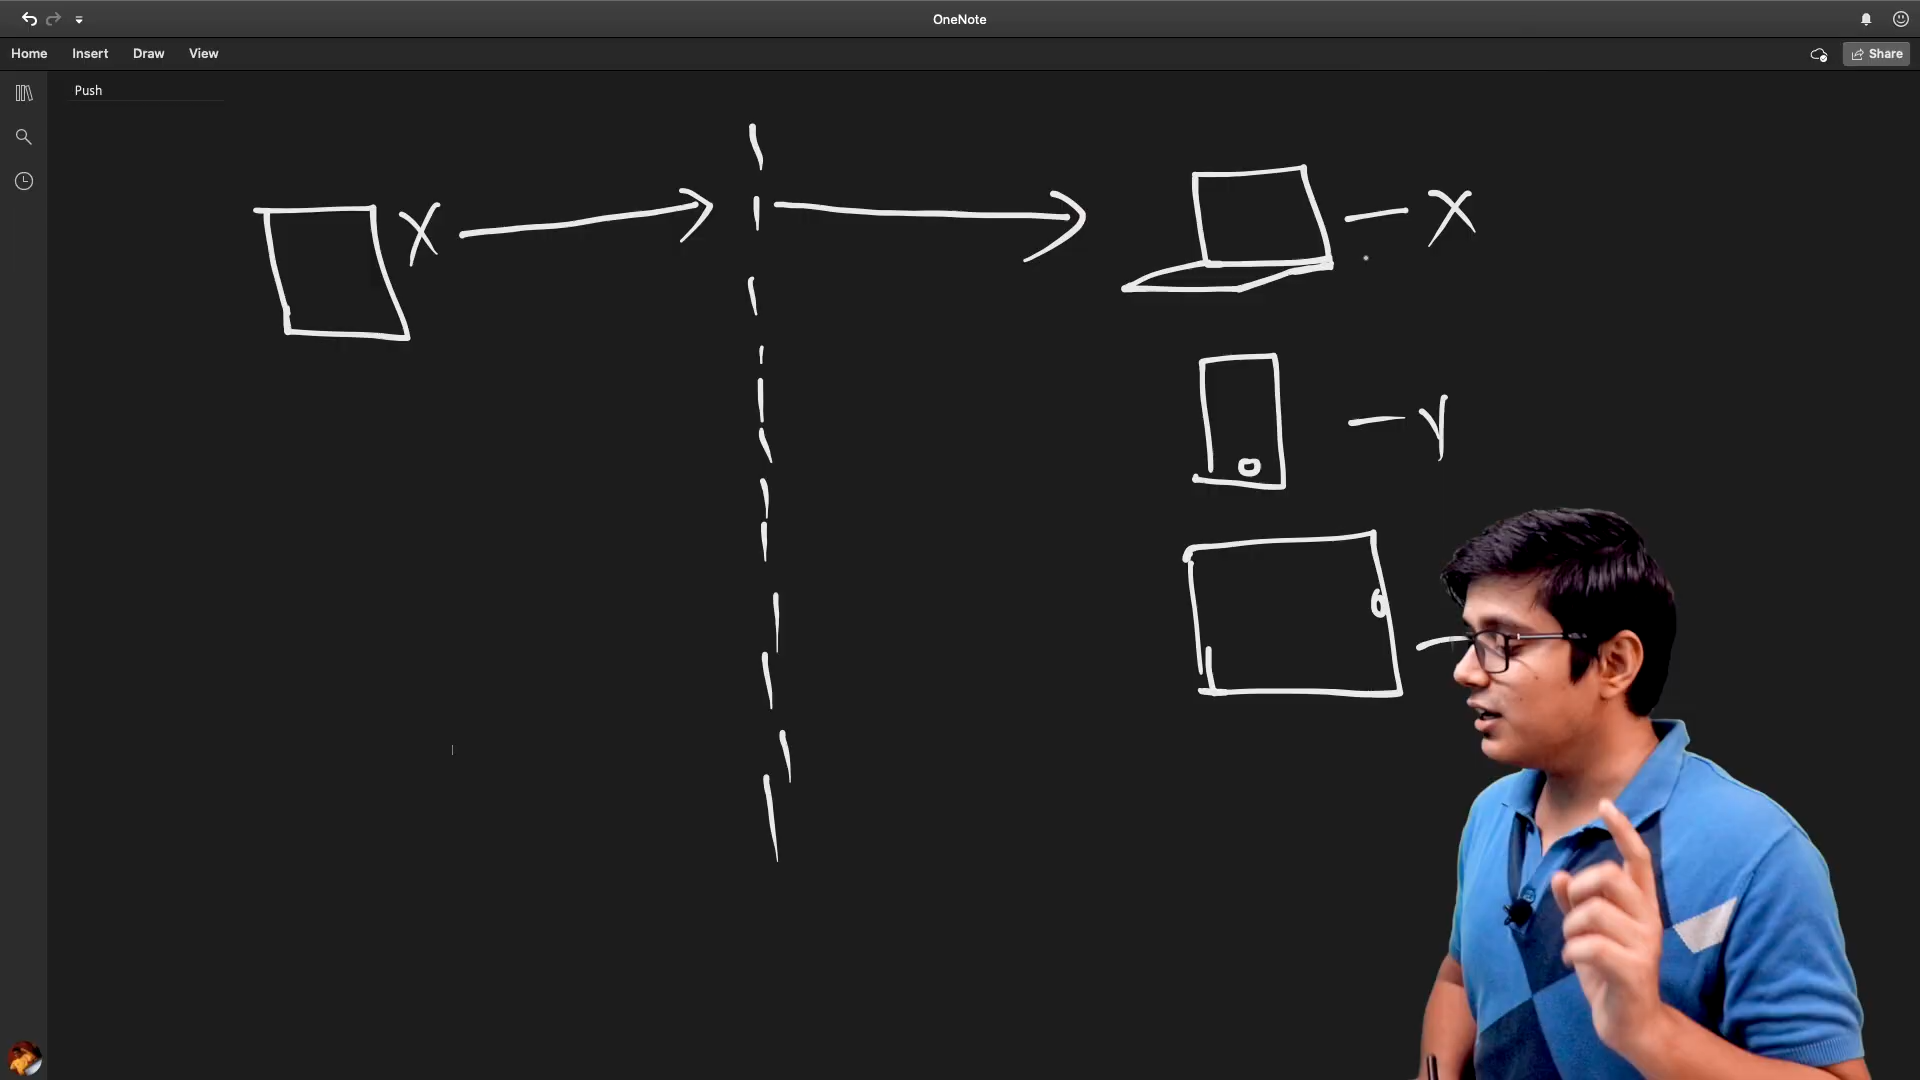 OneNote
Home Insert Draw View
Share
Push
X
X
Y